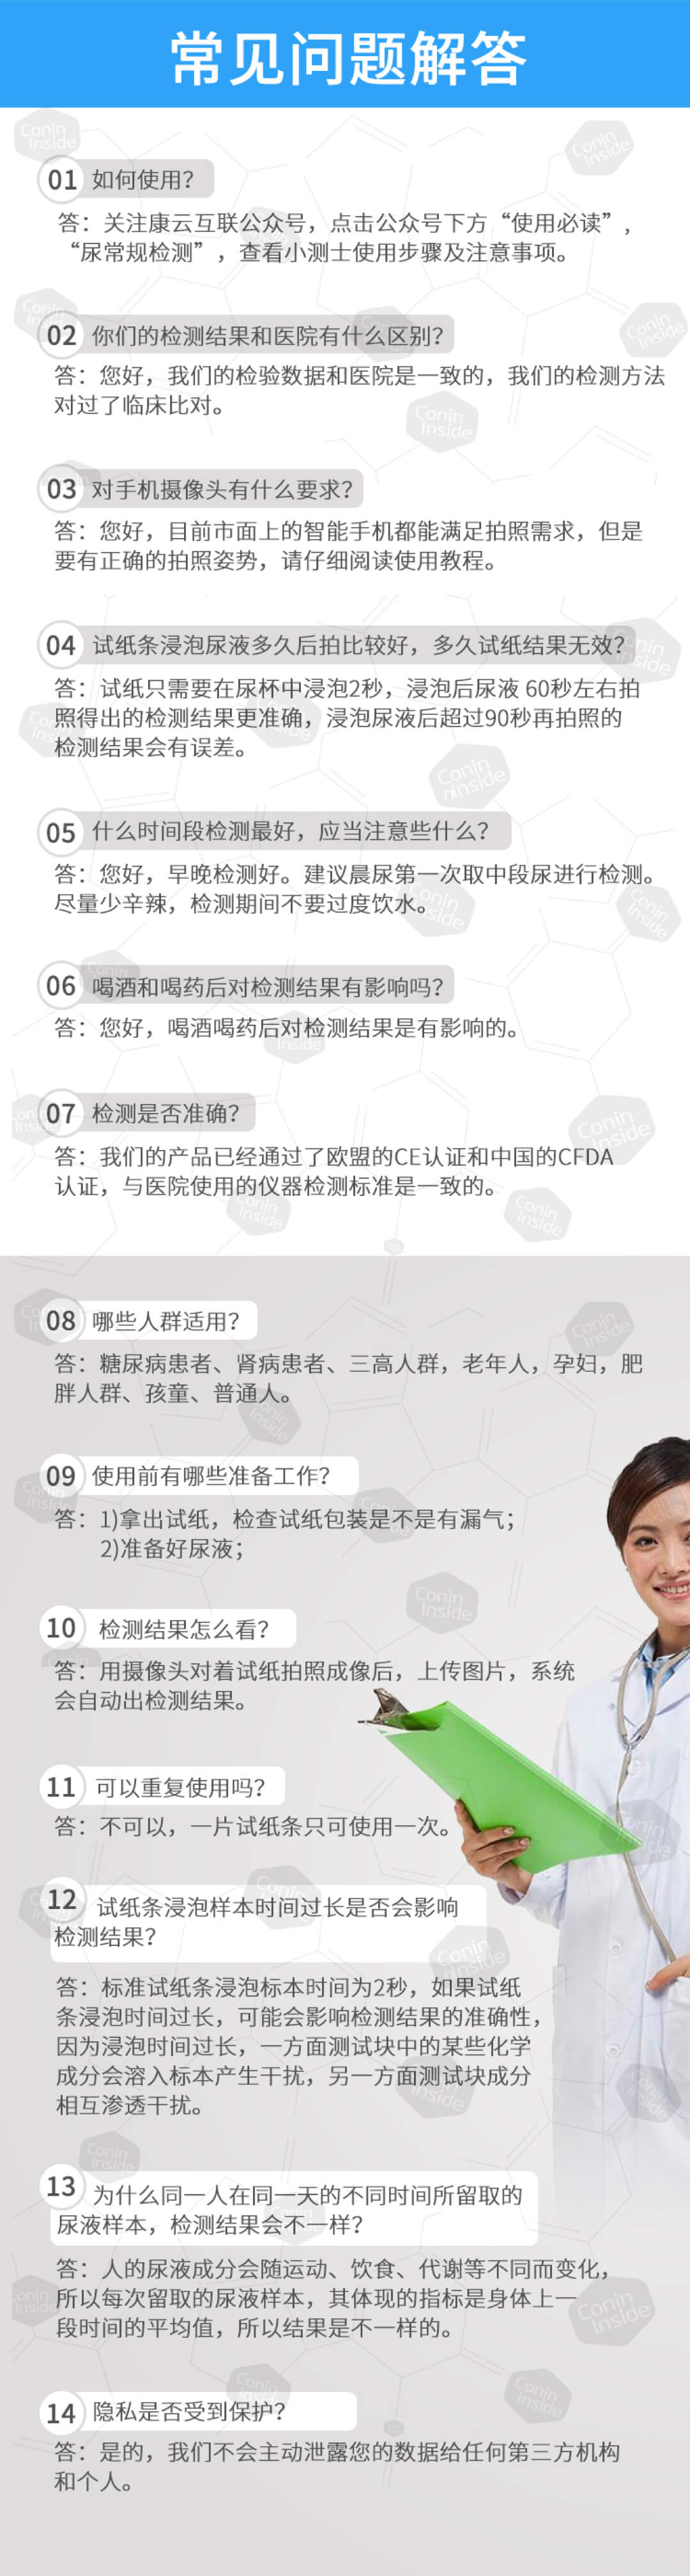 常见问题解答
01 如何使用?
答：关注康云互联公众号，点击公众号下方“使用必读”，
“尿常规检测”，查看小测士使用步骤及注意事项。
02 你们的检测结果和医院有什么区别?
答：您好，我们的检验数据和医院是一致的，我们的检测方法
对过了临床比对。
03 对手机摄像头有什么要求?
答：您好，目前市面上的智能手机都能满足拍照需求，但是
要有正确的拍照姿势，请仔细阅读使用教程。
04 试纸条浸泡尿液多久后拍比较好，多久试纸结果无效?
答：试纸只需要在尿杯中浸泡2秒，浸泡后尿液 60秒左右拍
照得出的检测结果更准确，浸泡尿液后超过90秒再拍照的
检测结果会有误差。
05 什么时间段检测最好，应当注意些什么?
答：您好，早晚检测好。建议晨尿第一次取中段尿进行检测。
尽量少辛辣，检测期间不要过度饮水。
06 喝酒和喝药后对检测结果有影响吗?
答：您好，喝酒喝药后对检测结果是有影响的。
07 检测是否准确?
答：我们的产品已经通过了欧盟的CE认证和中国的CFDA
认证，与医院使用的仪器检测标准是一致的。
08 哪些人群适用?
答：糖尿病患者、肾病患者、三高人群，老年人，孕妇，肥
胖人群、孩童、普通人。
09 使用前有哪些准备工作?
答：1)拿出试纸，检查试纸包装是不是有漏气；
2)准备好尿液；
10 检测结果怎么看?
答：用摄像头对着试纸拍照成像后，上传图片，系统
会自动出检测结果。
11 可以重复使用吗?
答：不可以，一片试纸条只可使用一次。
12 试纸条浸泡样本时间过长是否会影响
检测结果?
答：标准试纸条浸泡标本时间为2秒，如果试纸
条浸泡时间过长，可能会影响检测结果的准确性，
因为浸泡时间过长，一方面测试块中的某些化学
成分会溶入标本产生干扰，另一方面测试块成分
相互渗透干扰。
13 为什么同一人在同一天的不同时间所留取的
尿液样本，检测结果会不一样?
答：人的尿液成分会随运动、饮食、代谢等不同而变化，
所以每次留取的尿液样本，其体现的指标是身体上一
段时间的平均值，所以结果是不一样的。
14 隐私是否受到保护?
答：是的，我们不会主动泄露您的数据给任何第三方机构
和个人。
Conin
Inside